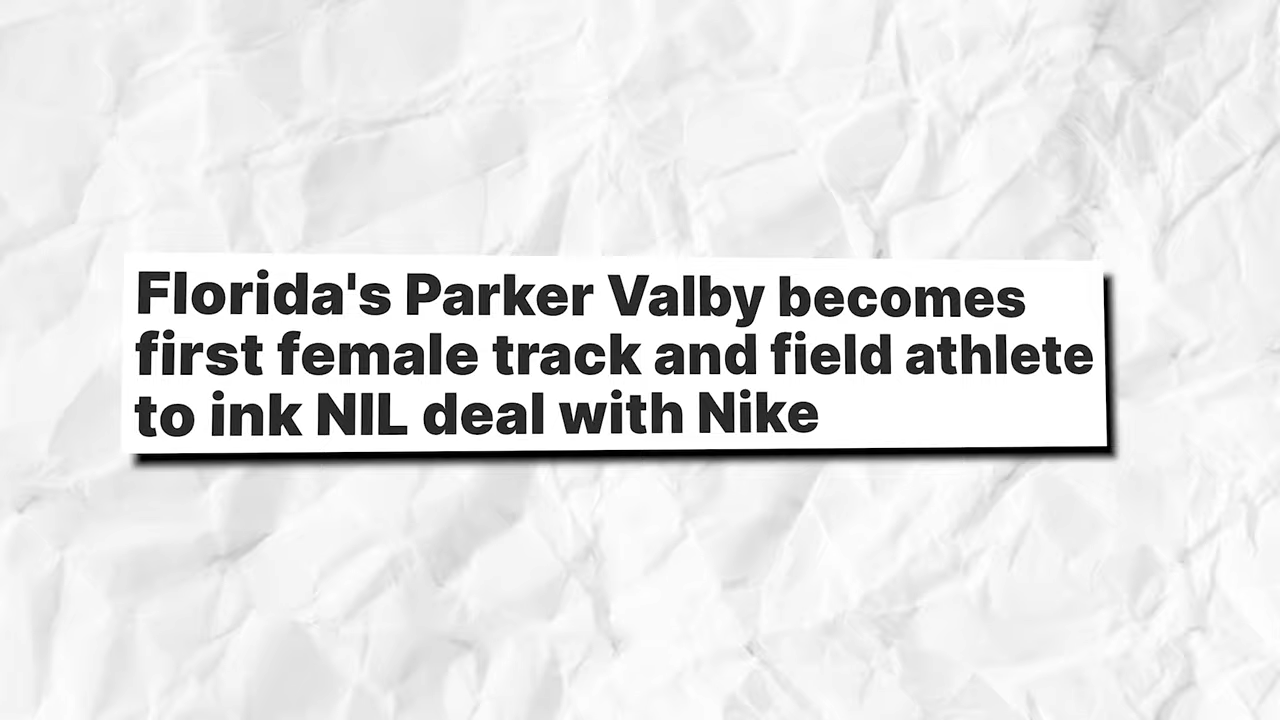 Florida's Parker Valby becomes
first female track and field athlete
to ink NIL deal with Nike